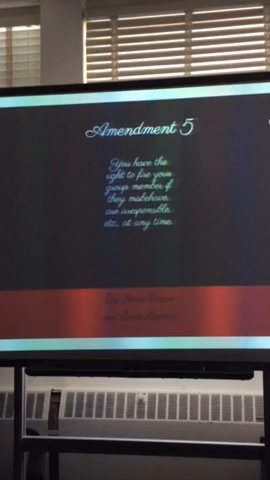 Amendment 5
You have the
right to fire your
group member if
they misbehave,
are irresponsible,
etc., at any time.